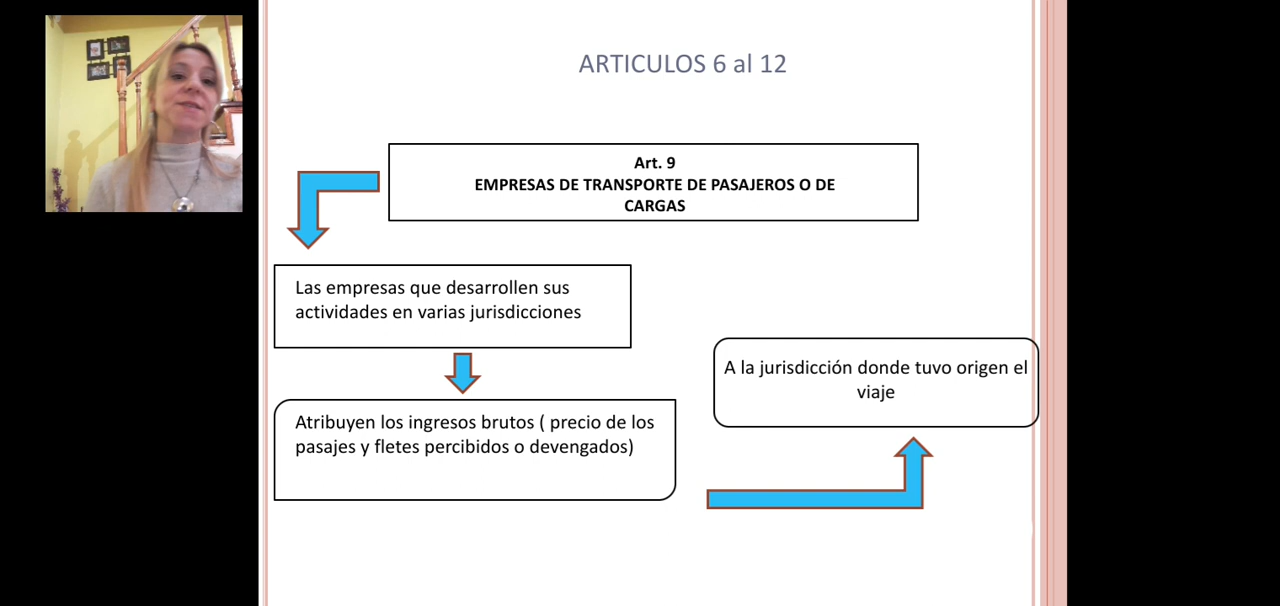 ARTICULOS 6 al 12
Art. 9
EMPRESAS DE TRANSPORTE DE PASAJEROS O DE
CARGAS
Las empresas que desarrollen sus
actividades en varias jurisdicciones
Atribuyen los ingresos brutos ( precio de los
pasajes y fletes percibidos o devengados)
A la jurisdicción donde tuvo origen el
viaje